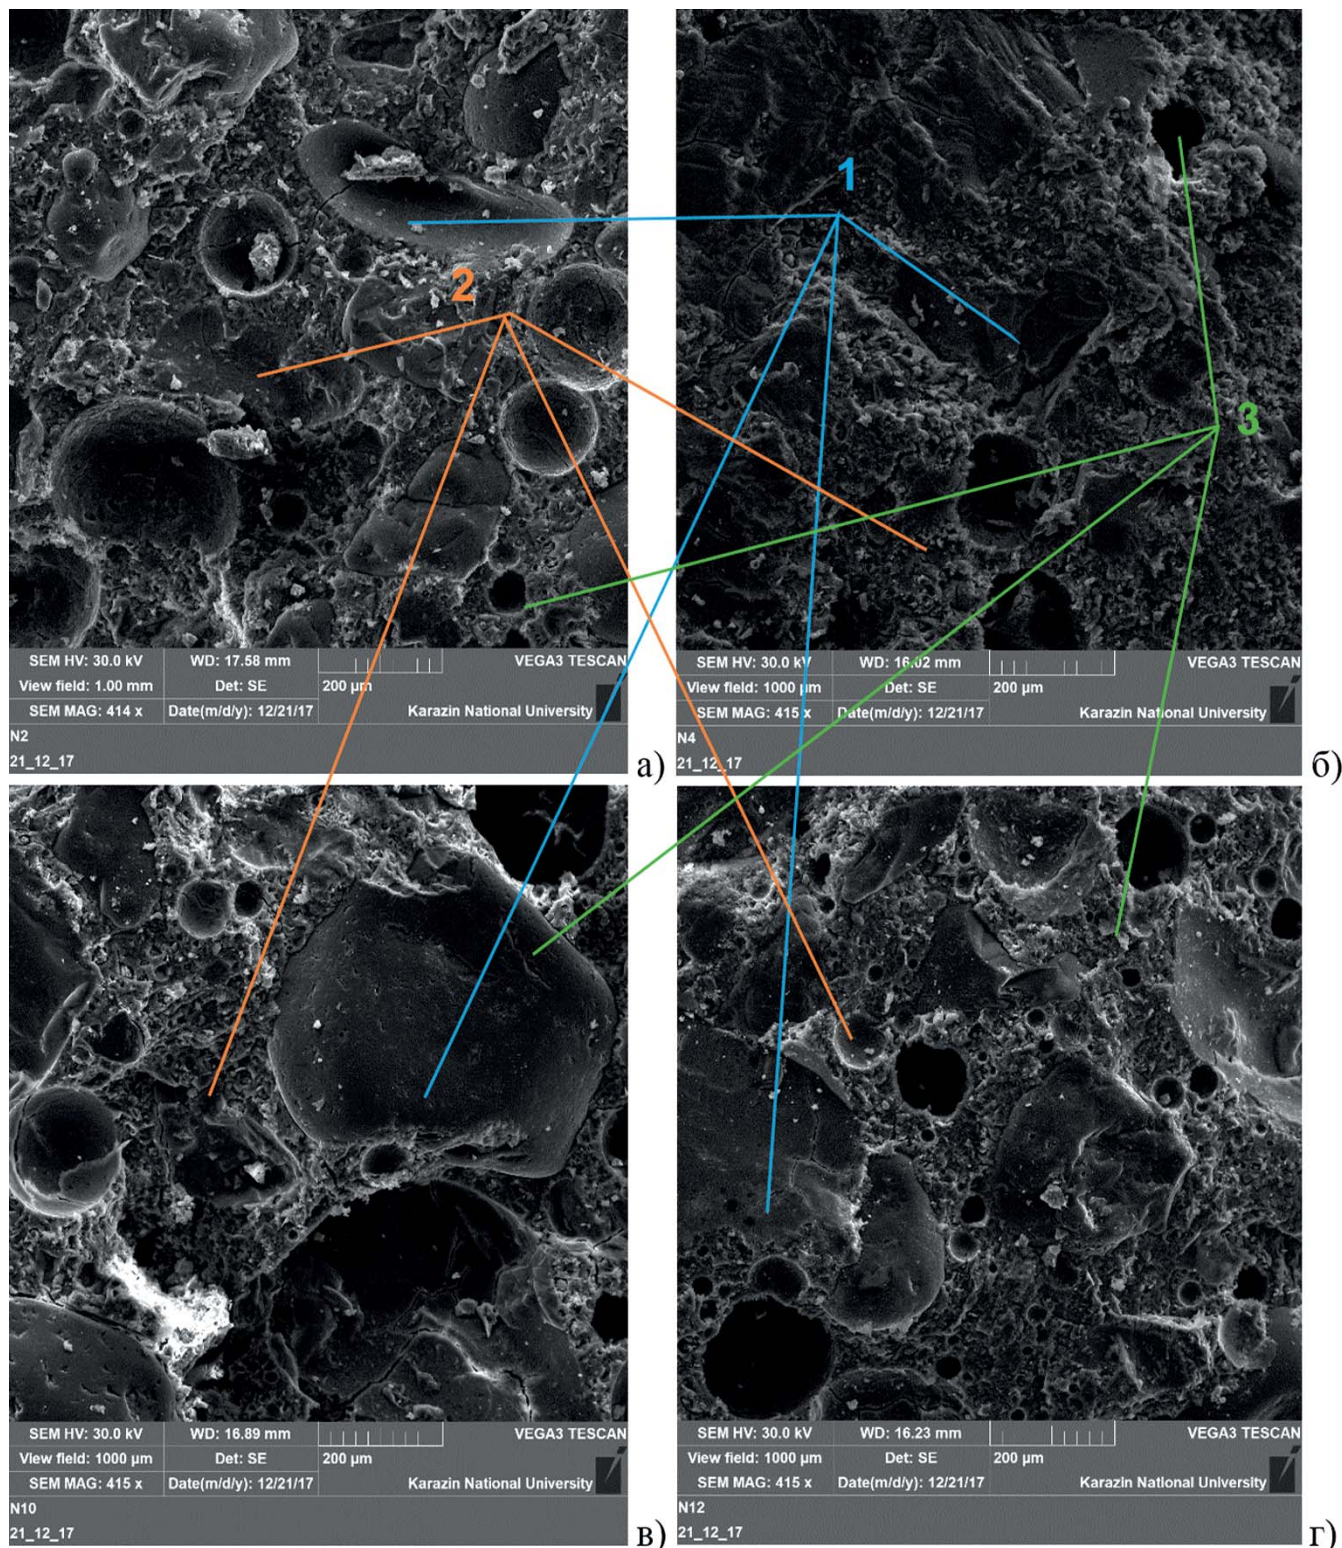 1
2
3
SEM HV: 30.0 kV WD: 17.58 mm VEGA3 TESCAN
View field: 1.00 mm Det: SE 200 µm
SEM MAG: 414 x Date(m/d/y): 12/21/17 Karazin National University
N2
21_12_17
а)
SEM HV: 30.0 kV WD: 16.02 mm VEGA3 TESCAN
View field: 1000 µm Det: SE 200 µm
SEM MAG: 415 x Date(m/d/y): 12/21/17 Karazin National University
N4
21_12_17
б)
SEM HV: 30.0 kV WD: 16.89 mm VEGA3 TESCAN
View field: 1000 µm Det: SE 200 µm
SEM MAG: 415 x Date(m/d/y): 12/21/17 Karazin National University
N10
21_12_17
в)
SEM HV: 30.0 kV WD: 16.23 mm VEGA3 TESCAN
View field: 1000 µm Det: SE 200 µm
SEM MAG: 415 x Date(m/d/y): 12/21/17 Karazin National University
N12
21_12_17
г)